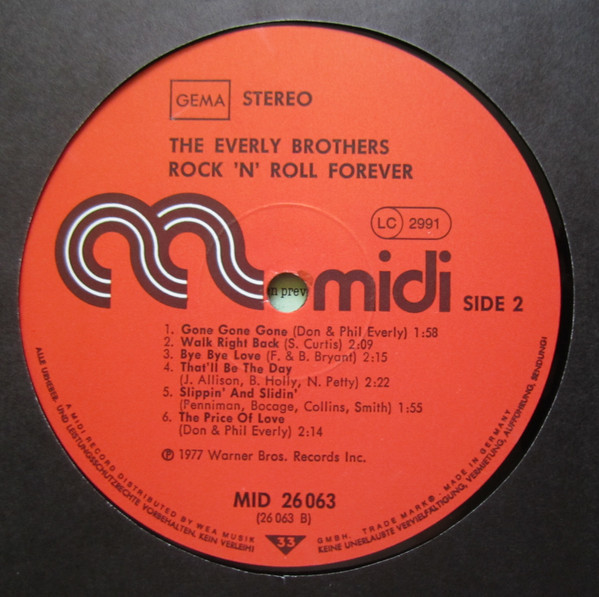 GEMA STEREO
THE EVERLY BROTHERS
ROCK 'N' ROLL FOREVER
LC 2991
midi
SIDE 2
in prev
1. Gone Gone Gone (Don & Phil Everly) 1:58
2. Walk Right Back (S. Curtis) 2:09
3. Bye Bye Love (F. & B. Bryant) 2:15
4. That'll Be The Day
(J. Allison, B. Holly, N. Petty) 2:22
5. Slippin' And Slidin'
(Penniman, Bocage, Collins, Smith) 1:55
6. The Price Of Love
(Don & Phil Everly) 2:14
℗ 1977 Warner Bros. Records Inc.
MID 26 063
(26 063 B)
33
A MIDI RECORD DISTRIBUTED BY WEA MUSIK GMBH. TRADE MARK®. MADE IN GERMANY
ALLE URHEBER- UND LEISTUNGSSCHUTZRECHTE VORBEHALTEN. KEIN VERLEIH! KEINE UNERLAUBTE VERVIELFÄLTIGUNG, VERMIETUNG, AUFFÜHRUNG, SENDUNG!